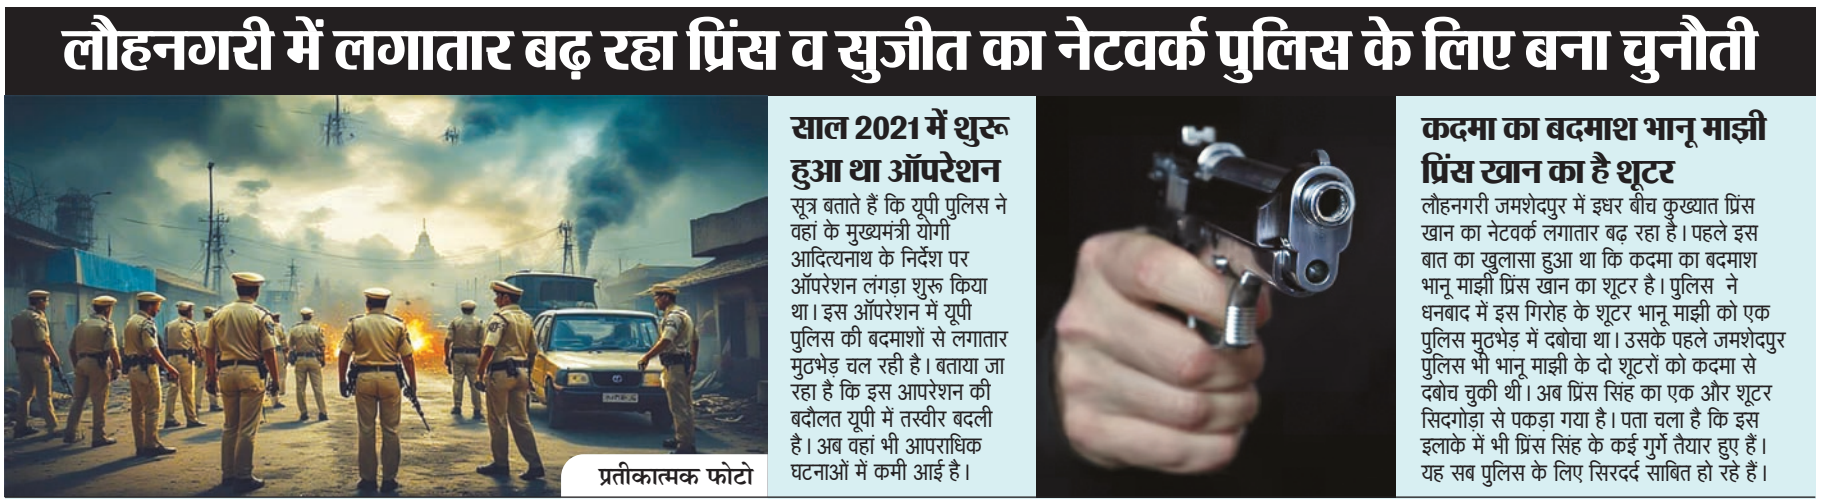 लौहनगरी में लगातार बढ़ रहा प्रिंस व सुजीत का नेटवर्क पुलिस के लिए बना चुनौती
प्रतीकात्मक फोटो
साल 2021 में शुरू
हुआ था ऑपरेशन
सूत्र बताते हैं कि यूपी पुलिस ने
वहां के मुख्यमंत्री योगी
आदित्यनाथ के निर्देश पर
ऑपरेशन लंगड़ा शुरू किया
था। इस ऑपरेशन में यूपी
पुलिस की बदमाशों से लगातार
मुठभेड़ चल रही है। बताया जा
रहा है कि इस आपरेशन की
बदौलत यूपी में तस्वीर बदली
है। अब वहां भी आपराधिक
घटनाओं में कमी आई है।
कदमा का बदमाश भानू माझी
प्रिंस खान का है शूटर
लौहनगरी जमशेदपुर में इधर बीच कुख्यात प्रिंस
खान का नेटवर्क लगातार बढ़ रहा है। पहले इस
बात का खुलासा हुआ था कि कदमा का बदमाश
भानू माझी प्रिंस खान का शूटर है। पुलिस ने
धनबाद में इस गिरोह के शूटर भानू माझी को एक
पुलिस मुठभेड़ में दबोचा था। उसके पहले जमशेदपुर
पुलिस भी भानू माझी के दो शूटरों को कदमा से
दबोच चुकी थी। अब प्रिंस सिंह का एक और शूटर
सिदगोड़ा से पकड़ा गया है। पता चला है कि इस
इलाके में भी प्रिंस सिंह के कई गुर्गे तैयार हुए हैं।
यह सब पुलिस के लिए सिरदर्द साबित हो रहे हैं।